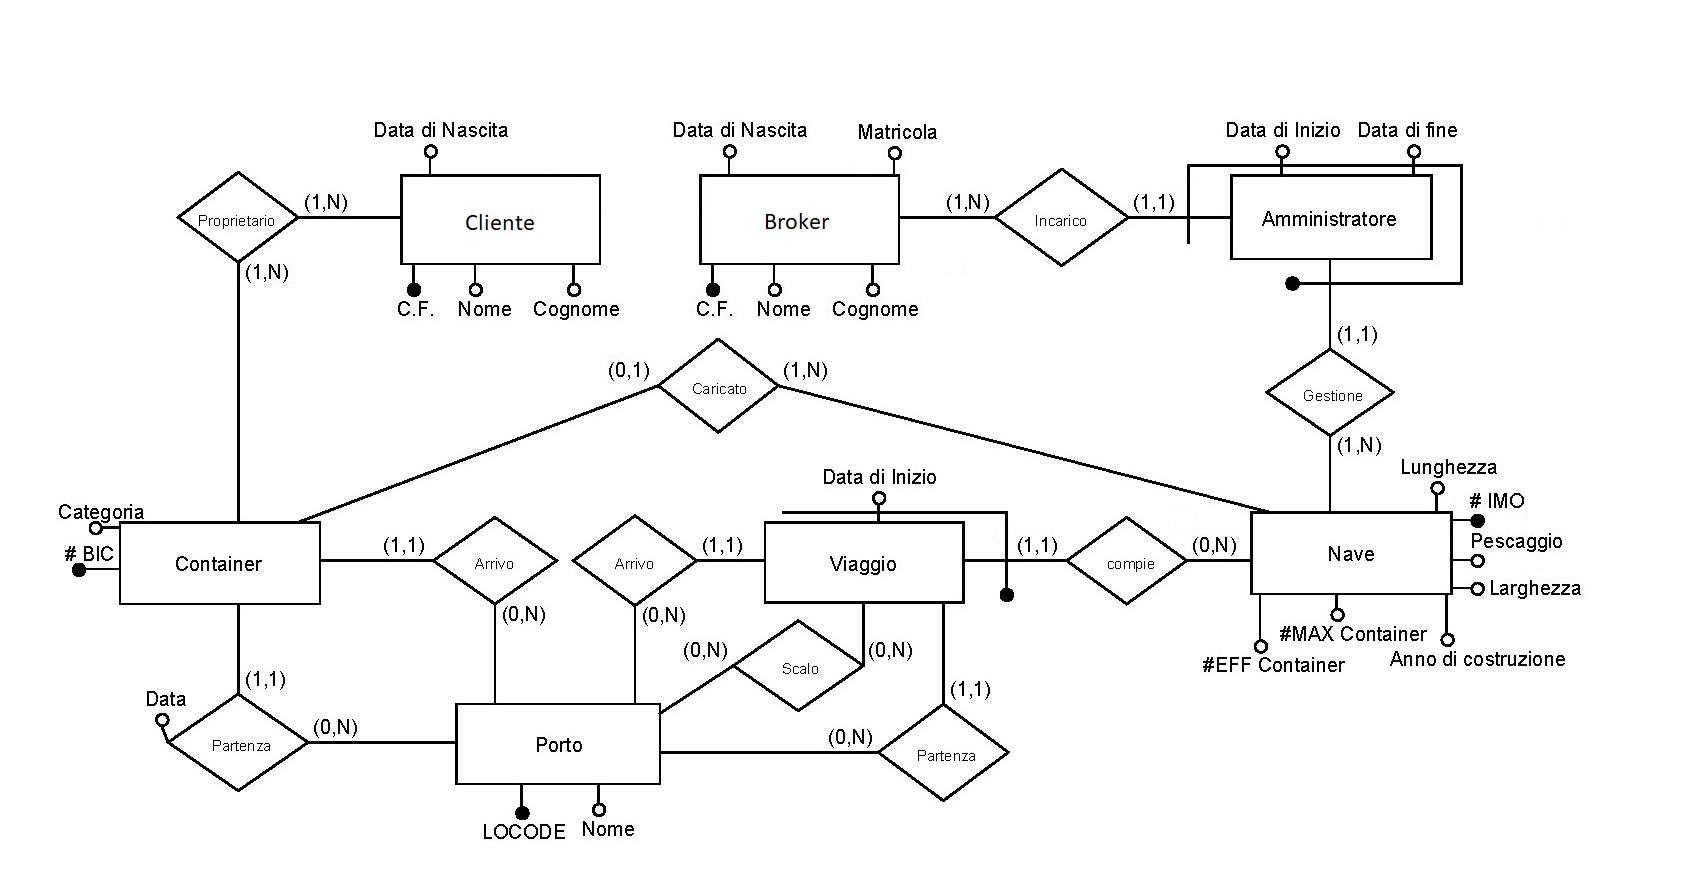 Data di Nascita
Data di Nascita
Matricola
Data di Inizio
Data di fine
Proprietario
(1,N)
Cliente
Broker
(1,N)
Incarico
(1,1)
Amministratore
(1,N)
C.F.
Nome
Cognome
C.F.
Nome
Cognome
(1,1)
(0,1)
Caricato
(1,N)
Gestione
(1,N)
Data di Inizio
Lunghezza
# IMO
Categoria
# BIC
Container
(1,1)
Arrivo
Arrivo
(1,1)
Viaggio
(1,1)
compie
(0,N)
Nave
Pescaggio
Larghezza
(0,N)
(0,N)
#MAX Container
#EFF Container
Anno di costruzione
(0,N)
Scalo
(0,N)
(1,1)
(1,1)
Data
Partenza
(0,N)
Porto
(0,N)
Partenza
LOCODE
Nome